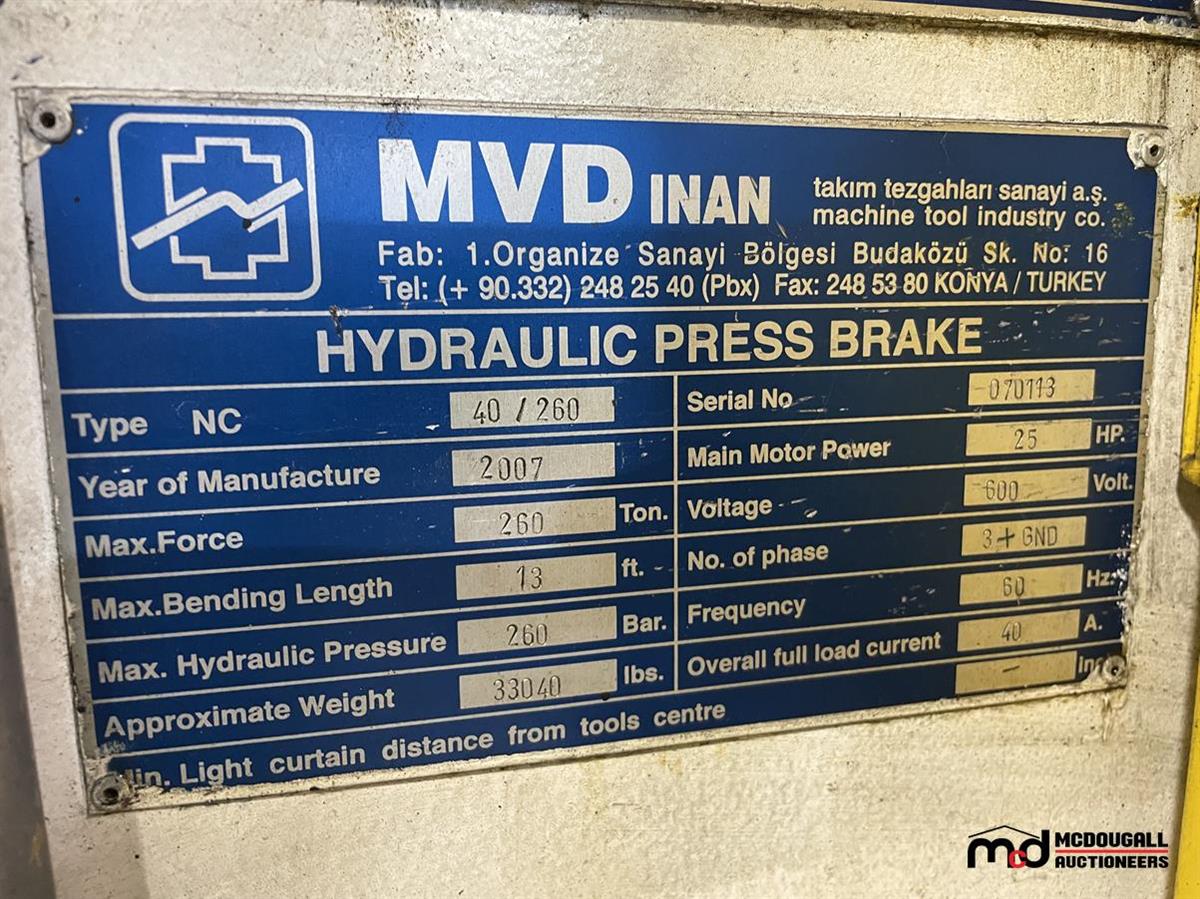 MVD INAN
takım tezgahları sanayi a.ş.
machine tool industry co.
Fab: 1.Organize Sanayi Bölgesi Budaközü Sk. No: 16
Tel: (+ 90.332) 248 25 40 (Pbx) Fax: 248 53 80 KONYA / TURKEY
HYDRAULIC PRESS BRAKE
Type NC 40 / 260
Year of Manufacture 2007
Max.Force 260 Ton.
Max.Bending Length 13 ft.
Max. Hydraulic Pressure 260 Bar.
Approximate Weight 33040 lbs.
Serial No 070113
Main Motor Power 25 HP.
Voltage 600 Volt.
No. of phase 3 + GND
Frequency 60 Hz.
Overall full load current 40 A.
Min. Light curtain distance from tools centre -
mcd MCDOUGALL
AUCTIONEERS